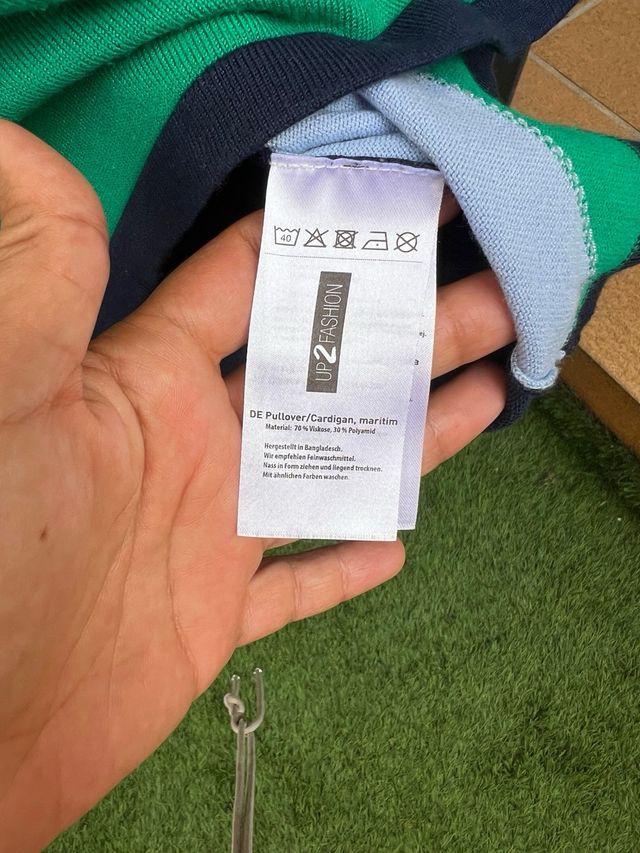 40
UP2FASHION
DE Pullover/Cardigan, maritim
Material: 70 % Viskose, 30 % Polyamid
Hergestellt in Bangladesch.
Wir empfehlen Feinwaschmittel.
Nass in Form ziehen und liegend trocknen.
Mit ähnlichen Farben waschen.